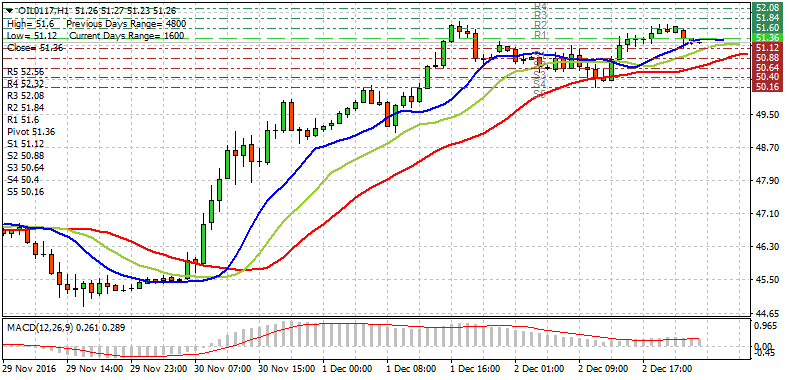 OIL0117,H1 51.26 51.27 51.23 51.26
High= 51.6 Previous Days Range= 4800
Low= 51.12 Current Days Range= 1600
Close= 51.36
R5 52.56
R4 52,32
R3 52.08
R2 51.84
R1 51.6
Pivot 51.36
S1 51.12
S2 50.88
S3 50.64
S4 50.4
S5 50.16
R4
R3
R2
R1
S3
S4
52.08
51.84
51.60
51.36
51.12
50.88
50.64
50.40
50.16
49.50
48.70
47.90
47.10
46.30
45.50
44.65
MACD(12,26,9) 0.261 0.289
0.965
0.00
-0.45
29 Nov 2016
29 Nov 14:00
29 Nov 23:00
30 Nov 07:00
30 Nov 15:00
1 Dec 00:00
1 Dec 08:00
1 Dec 16:00
2 Dec 01:00
2 Dec 09:00
2 Dec 17:00